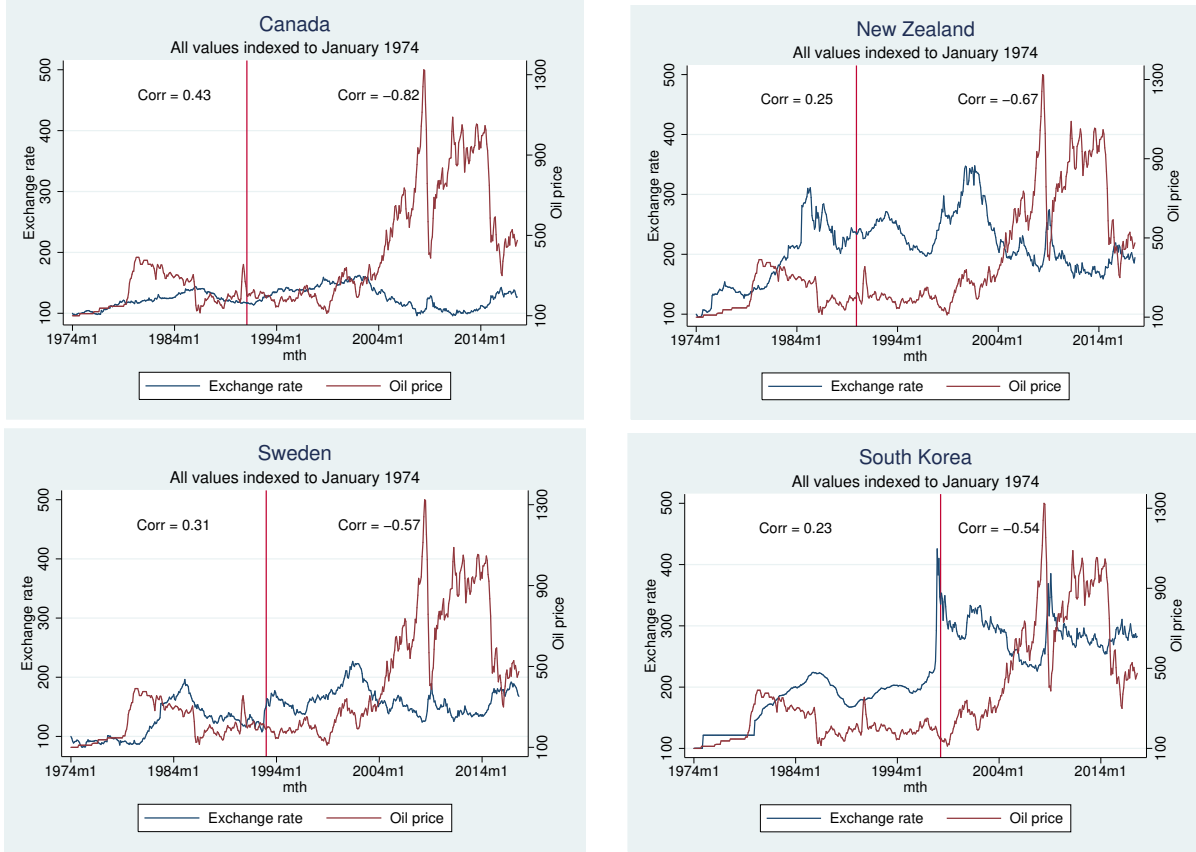 Canada
All values indexed to January 1974
Corr = 0.43
Corr = −0.82
500
400
300
200
100
Exchange rate
1300
900
500
100
Oil price
1974m1 1984m1 1994m1 2004m1 2014m1
mth
Exchange rate Oil price
New Zealand
All values indexed to January 1974
Corr = 0.25
Corr = −0.67
500
400
300
200
100
Exchange rate
1300
900
500
100
Oil price
1974m1 1984m1 1994m1 2004m1 2014m1
mth
Exchange rate Oil price
Sweden
All values indexed to January 1974
Corr = 0.31
Corr = −0.57
500
400
300
200
100
Exchange rate
1300
900
500
100
Oil price
1974m1 1984m1 1994m1 2004m1 2014m1
mth
Exchange rate Oil price
South Korea
All values indexed to January 1974
Corr = 0.23
Corr = −0.54
500
400
300
200
100
Exchange rate
1300
900
500
100
Oil price
1974m1 1984m1 1994m1 2004m1 2014m1
mth
Exchange rate Oil price